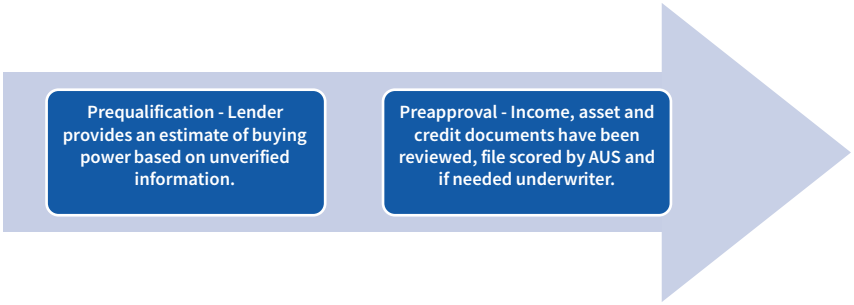 Prequalification - Lender
provides an estimate of buying
power based on unverified
information.
Preapproval - Income, asset and
credit documents have been
reviewed, file scored by AUS and
if needed underwriter.